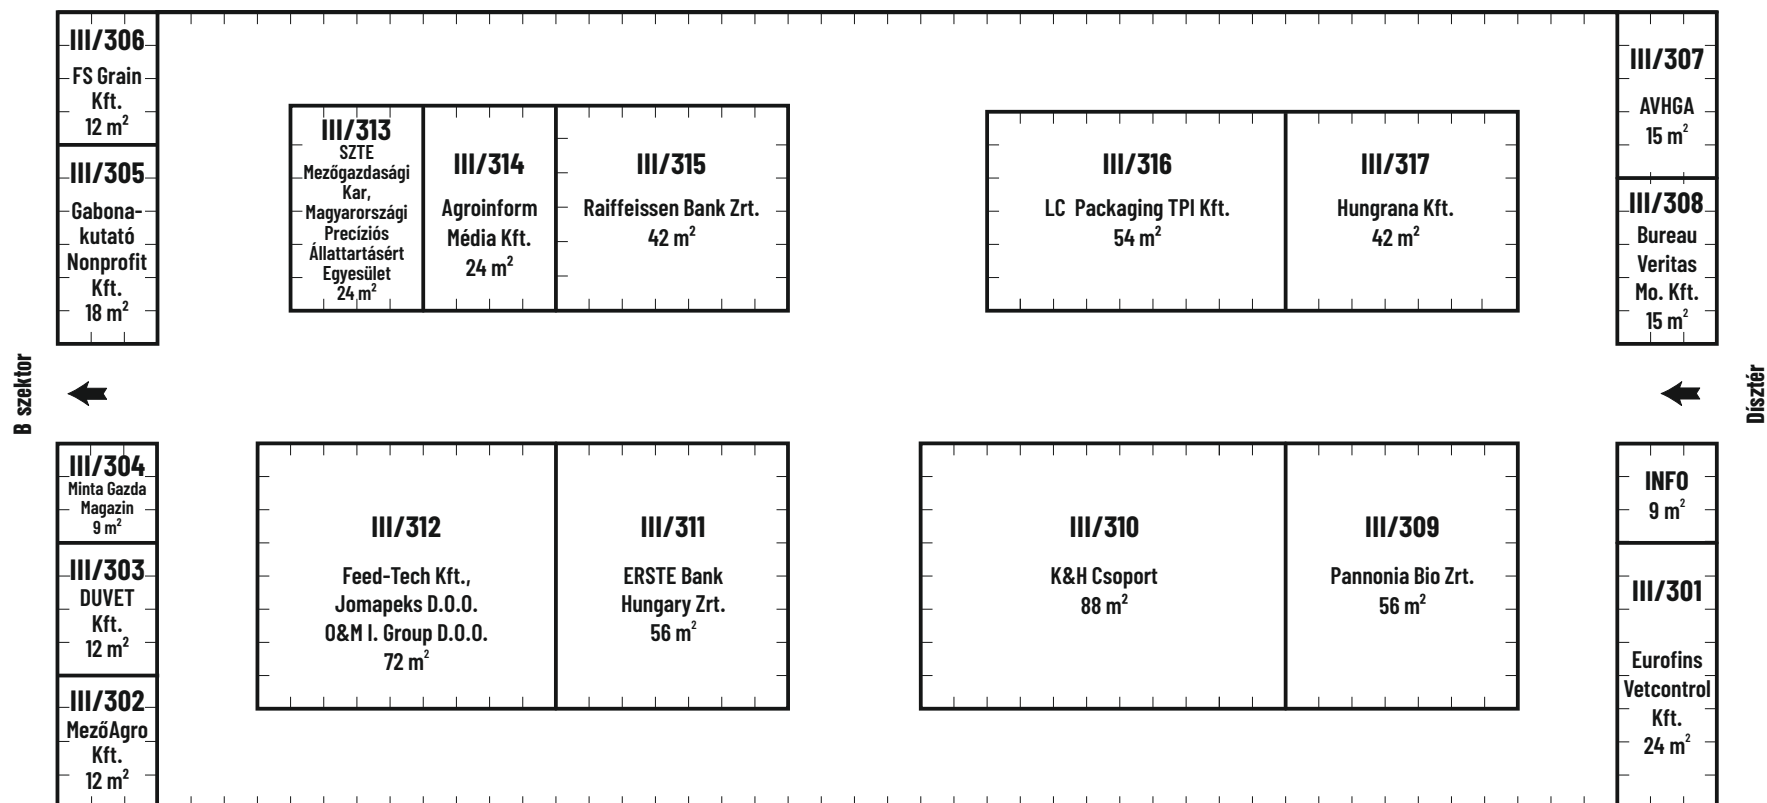 III/306
FS Grain
Kft.
12 m²
III/305
Gabona-
kutató
Nonprofit
Kft.
18 m²
III/313
SZTE
Mezőgazdasági
Kar,
Magyarországi
Precíziós
Állattartásért
Egyesület
24 m²
III/314
Agroinform
Média Kft.
24 m²
III/315
Raiffeissen Bank Zrt.
42 m²
III/316
LC Packaging TPI Kft.
54 m²
III/317
Hungrana Kft.
42 m²
III/307
AVHGA
15 m²
III/308
Bureau
Veritas
Mo. Kft.
15 m²
B szektor
Dísztér
III/304
Minta Gazda
Magazin
9 m²
III/303
DUVET
Kft.
12 m²
III/302
MezőAgro
Kft.
12 m²
III/312
Feed-Tech Kft.,
Jomapeks D.O.O.
O&M I. Group D.O.O.
72 m²
III/311
ERSTE Bank
Hungary Zrt.
56 m²
III/310
K&H Csoport
88 m²
III/309
Pannonia Bio Zrt.
56 m²
INFO
9 m²
III/301
Eurofins
Vetcontrol
Kft.
24 m²